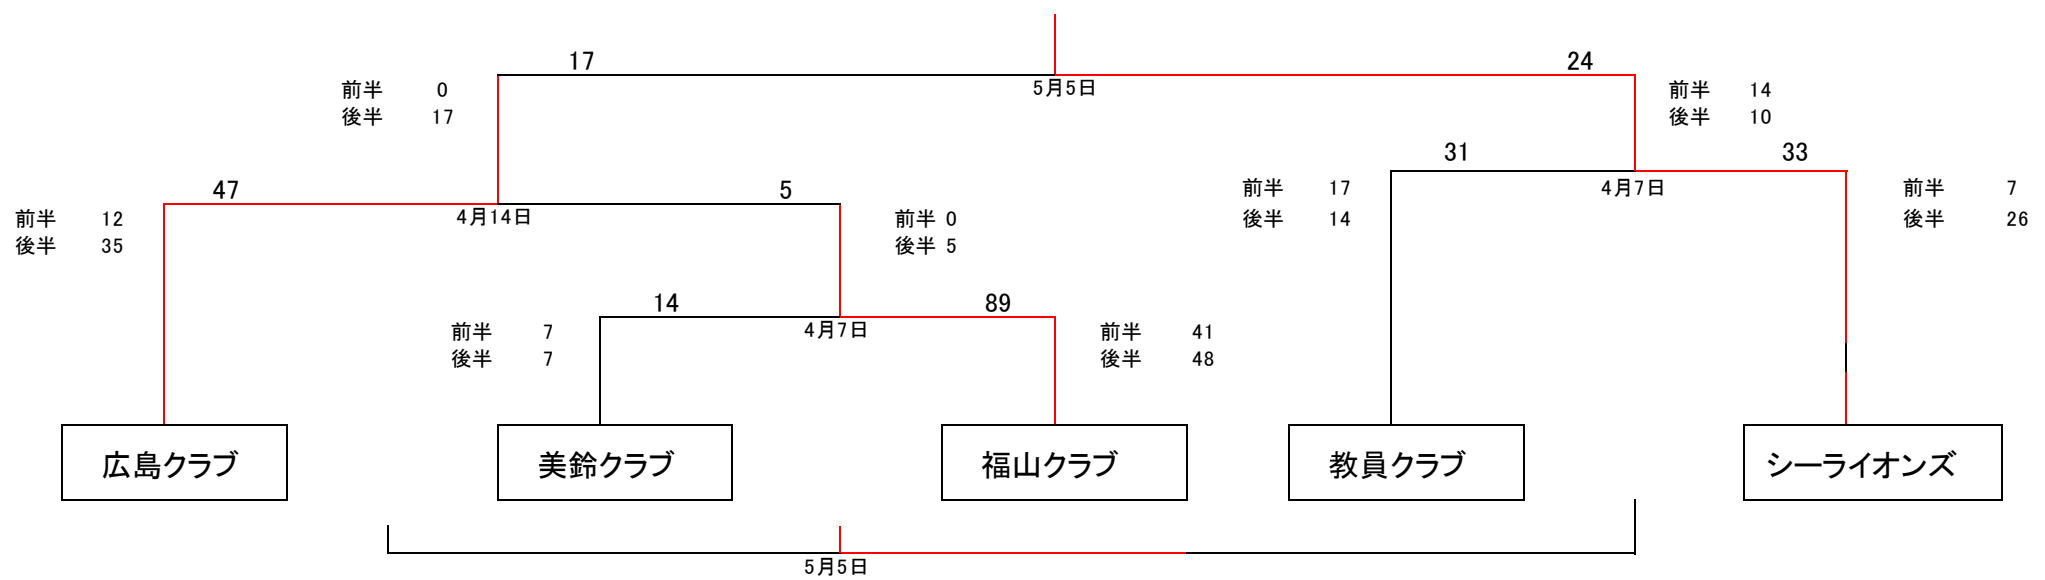 17 24
前半 0 5月5日 前半 14
後半 17 後半 10
31 33
47 5 前半 17 4月7日 前半 7
前半 12 4月14日 前半 0 後半 14 後半 26
後半 35 後半 5
14 89
前半 7 4月7日 前半 41
後半 7 後半 48
広島クラブ 美鈴クラブ 福山クラブ 教員クラブ シーライオンズ
5月5日